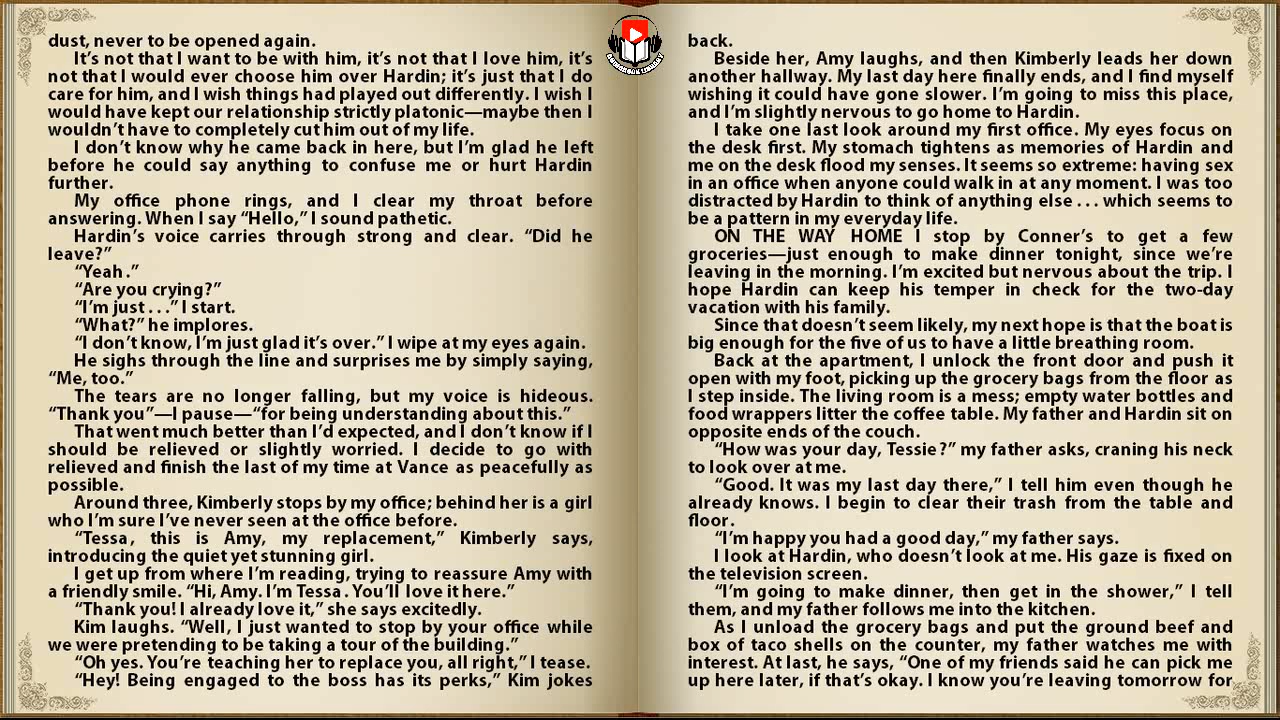 dust, never to be opened again.
It's not that I want to be with him, it's not that I love him, it's
not that I would ever choose him over Hardin; it's just that I do
care for him, and I wish things had played out differently. I wish I
would have kept our relationship strictly platonic—maybe then I
wouldn't have to completely cut him out of my life.
I don't know why he came back in here, but I'm glad he left
before he could say anything to confuse me or hurt Hardin
further.
My office phone rings, and I clear my throat before
answering. When I say “Hello,” I sound pathetic.
Hardin's voice carries through strong and clear. “Did he
leave?”
“Yeah.”
“Are you crying?”
“I'm just . . .” I start.
“What?” he implores.
“I don't know, I'm just glad it's over.” I wipe at my eyes again.
He sighs through the line and surprises me by simply saying,
“Me, too.”
The tears are no longer falling, but my voice is hideous.
“Thank you”—I pause—“for being understanding about this.”
That went much better than I'd expected, and I don't know if I
should be relieved or slightly worried. I decide to go with
relieved and finish the last of my time at Vance as peacefully as
possible.
Around three, Kimberly stops by my office; behind her is a girl
who I'm sure I've never seen at the office before.
“Tessa, this is Amy, my replacement,” Kimberly says,
introducing the quiet yet stunning girl.
I get up from where I'm reading, trying to reassure Amy with
a friendly smile. “Hi, Amy. I'm Tessa. You'll love it here.”
“Thank you! I already love it,” she says excitedly.
Kim laughs. “Well, I just wanted to stop by your office while
we were pretending to be taking a tour of the building.”
“Oh yes. You're teaching her to replace you, all right,” I tease.
“Hey! Being engaged to the boss has its perks,” Kim jokes
back.
Beside her, Amy laughs, and then Kimberly leads her down
another hallway. My last day here finally ends, and I find myself
wishing it could have gone slower. I'm going to miss this place,
and I'm slightly nervous to go home to Hardin.
I take one last look around my first office. My eyes focus on
the desk first. My stomach tightens as memories of Hardin and
me on the desk flood my senses. It seems so extreme: having sex
in an office when anyone could walk in at any moment. I was too
distracted by Hardin to think of anything else . . . which seems to
be a pattern in my everyday life.
ON THE WAY HOME I stop by Conner's to get a few
groceries—just enough to make dinner tonight, since we're
leaving in the morning. I'm excited but nervous about the trip. I
hope Hardin can keep his temper in check for the two-day
vacation with his family.
Since that doesn't seem likely, my next hope is that the boat is
big enough for the five of us to have a little breathing room.
Back at the apartment, I unlock the front door and push it
open with my foot, picking up the grocery bags from the floor as
I step inside. The living room is a mess; empty water bottles and
food wrappers litter the coffee table. My father and Hardin sit on
opposite ends of the couch.
“How was your day, Tessie?” my father asks, craning his neck
to look over at me.
“Good. It was my last day there,” I tell him even though he
already knows. I begin to clear their trash from the table and
floor.
“I'm happy you had a good day,” my father says.
I look at Hardin, who doesn't look at me. His gaze is fixed on
the television screen.
“I'm going to make dinner, then get in the shower,” I tell
them, and my father follows me into the kitchen.
As I unload the grocery bags and put the ground beef and
box of taco shells on the counter, my father watches me with
interest. At last, he says, “One of my friends said he can pick me
up here later, if that's okay. I know you're leaving tomorrow for